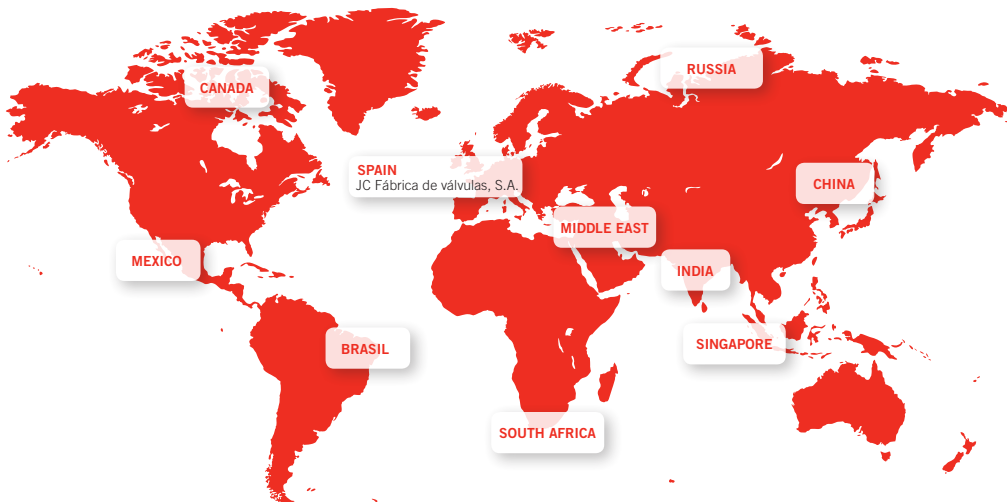 RUSSIA
CANADA
SPAIN
JC Fábrica de válvulas, S.A.
CHINA
MIDDLE EAST
MEXICO
INDIA
SINGAPORE
BRASIL
SOUTH AFRICA